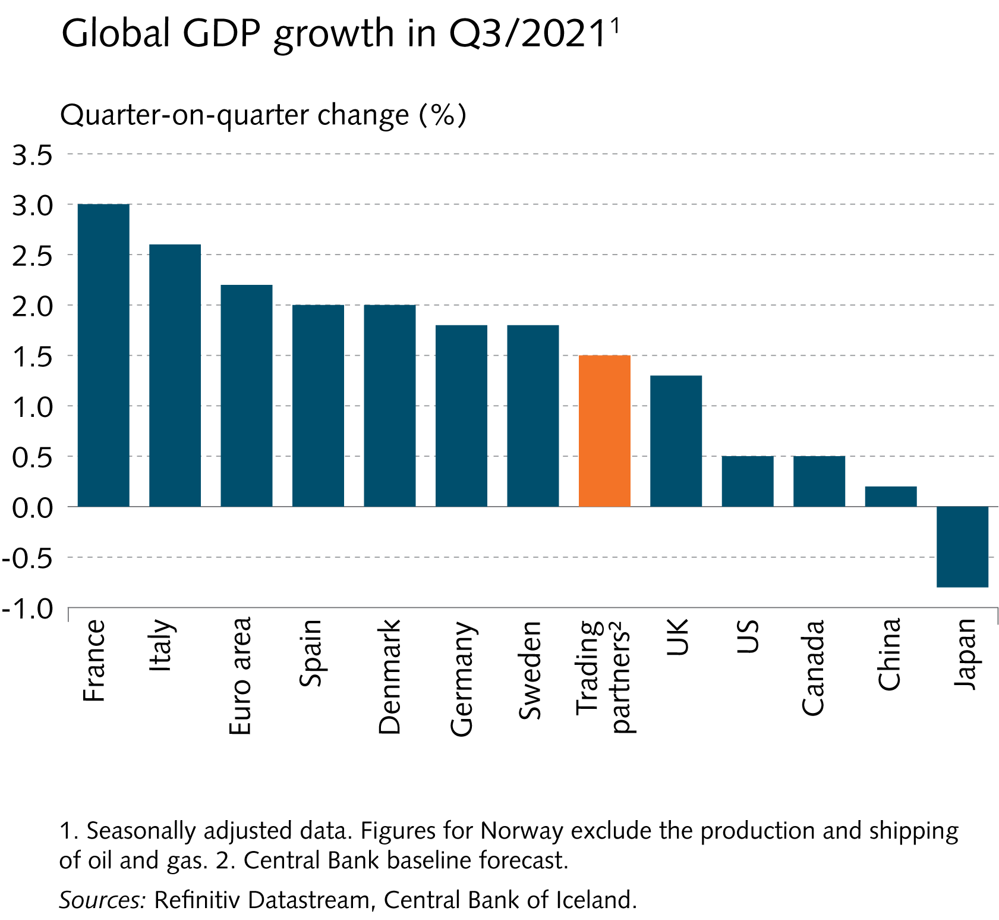 Global GDP growth in Q3/2021¹
Quarter-on-quarter change (%)
3.5
3.0
2.5
2.0
1.5
1.0
0.5
0.0
-0.5
-1.0
France
Italy
Euro area
Spain
Denmark
Germany
Sweden
Trading
partners²
UK
US
Canada
China
Japan
1. Seasonally adjusted data. Figures for Norway exclude the production and shipping
of oil and gas. 2. Central Bank baseline forecast.
Sources: Refinitiv Datastream, Central Bank of Iceland.